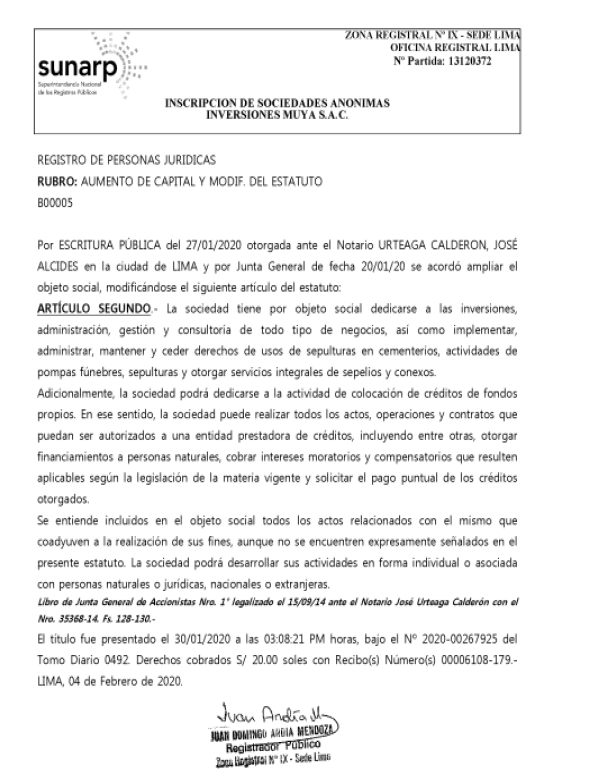 ZONA REGISTRAL Nº IX - SEDE LIMA
OFICINA REGISTRAL LIMA
Nº Partida: 13120372
sunarp
Superintendencia Nacional
de los Registros Públicos
INSCRIPCION DE SOCIEDADES ANONIMAS
INVERSIONES MUYA S.A.C.
REGISTRO DE PERSONAS JURIDICAS
RUBRO: AUMENTO DE CAPITAL Y MODIF. DEL ESTATUTO
B00005
Por ESCRITURA PÚBLICA del 27/01/2020 otorgada ante el Notario URTEAGA CALDERON, JOSÉ
ALCIDES en la ciudad de LIMA y por Junta General de fecha 20/01/20 se acordó ampliar el
objeto social, modificándose el siguiente artículo del estatuto:
ARTÍCULO SEGUNDO.- La sociedad tiene por objeto social dedicarse a las inversiones,
administración, gestión y consultoria de todo tipo de negocios, así como implementar,
administrar, mantener y ceder derechos de usos de sepulturas en cementerios, actividades de
pompas fúnebres, sepulturas y otorgar servicios integrales de sepelios y conexos.
Adicionalmente, la sociedad podrá dedicarse a la actividad de colocación de créditos de fondos
propios. En ese sentido, la sociedad puede realizar todos los actos, operaciones y contratos que
puedan ser autorizados a una entidad prestadora de créditos, incluyendo entre otras, otorgar
financiamientos a personas naturales, cobrar intereses moratorios y compensatorios que resulten
aplicables según la legislación de la materia vigente y solicitar el pago puntual de los créditos
otorgados.
Se entiende incluidos en el objeto social todos los actos relacionados con el mismo que
coadyuven a la realización de sus fines, aunque no se encuentren expresamente señalados en el
presente estatuto. La sociedad podrá desarrollar sus actividades en forma individual o asociada
con personas naturales o jurídicas, nacionales o extranjeras.
Libro de Junta General de Accionistas Nro. 1° legalizado el 15/09/14 ante el Notario José Urteaga Calderón con el
Nro. 35368-14. Fs. 128-130.-
El título fue presentado el 30/01/2020 a las 03:08:21 PM horas, bajo el Nº 2020-00267925 del
Tomo Diario 0492. Derechos cobrados S/ 20.00 soles con Recibo(s) Número(s) 00006108-179.-
LIMA, 04 de Febrero de 2020.
Juan Andía M
JUAN DOMINGO ANDIA MENDOZA
Registrador Público
Zona Registral N° IX - Sede Lima